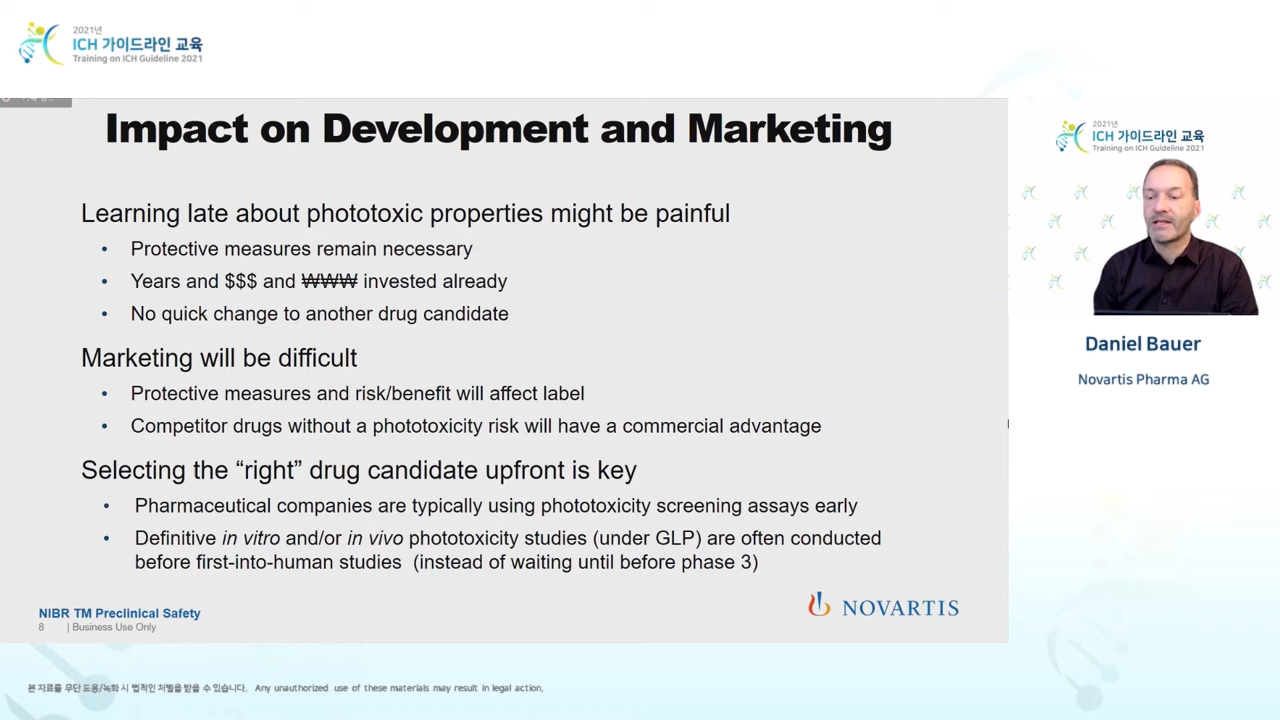 2021년
ICH 가이드라인 교육
Training on ICH Guideline 2021
Impact on Development and Marketing
Learning late about phototoxic properties might be painful
• Protective measures remain necessary
• Years and $$$ and ₩₩₩ invested already
• No quick change to another drug candidate
Marketing will be difficult
• Protective measures and risk/benefit will affect label
• Competitor drugs without a phototoxicity risk will have a commercial advantage
Selecting the “right” drug candidate upfront is key
• Pharmaceutical companies are typically using phototoxicity screening assays early
• Definitive in vitro and/or in vivo phototoxicity studies (under GLP) are often conducted
before first-into-human studies (instead of waiting until before phase 3)
NIBR TM Preclinical Safety
8 | Business Use Only
NOVARTIS
2021년
ICH 가이드라인 교육
Training on ICH Guideline 2021
Daniel Bauer
Novartis Pharma AG
본 자료를 무단 도용/녹화 시 법적인 처벌을 받을 수 있습니다. Any unauthorized use of these materials may result in legal action.